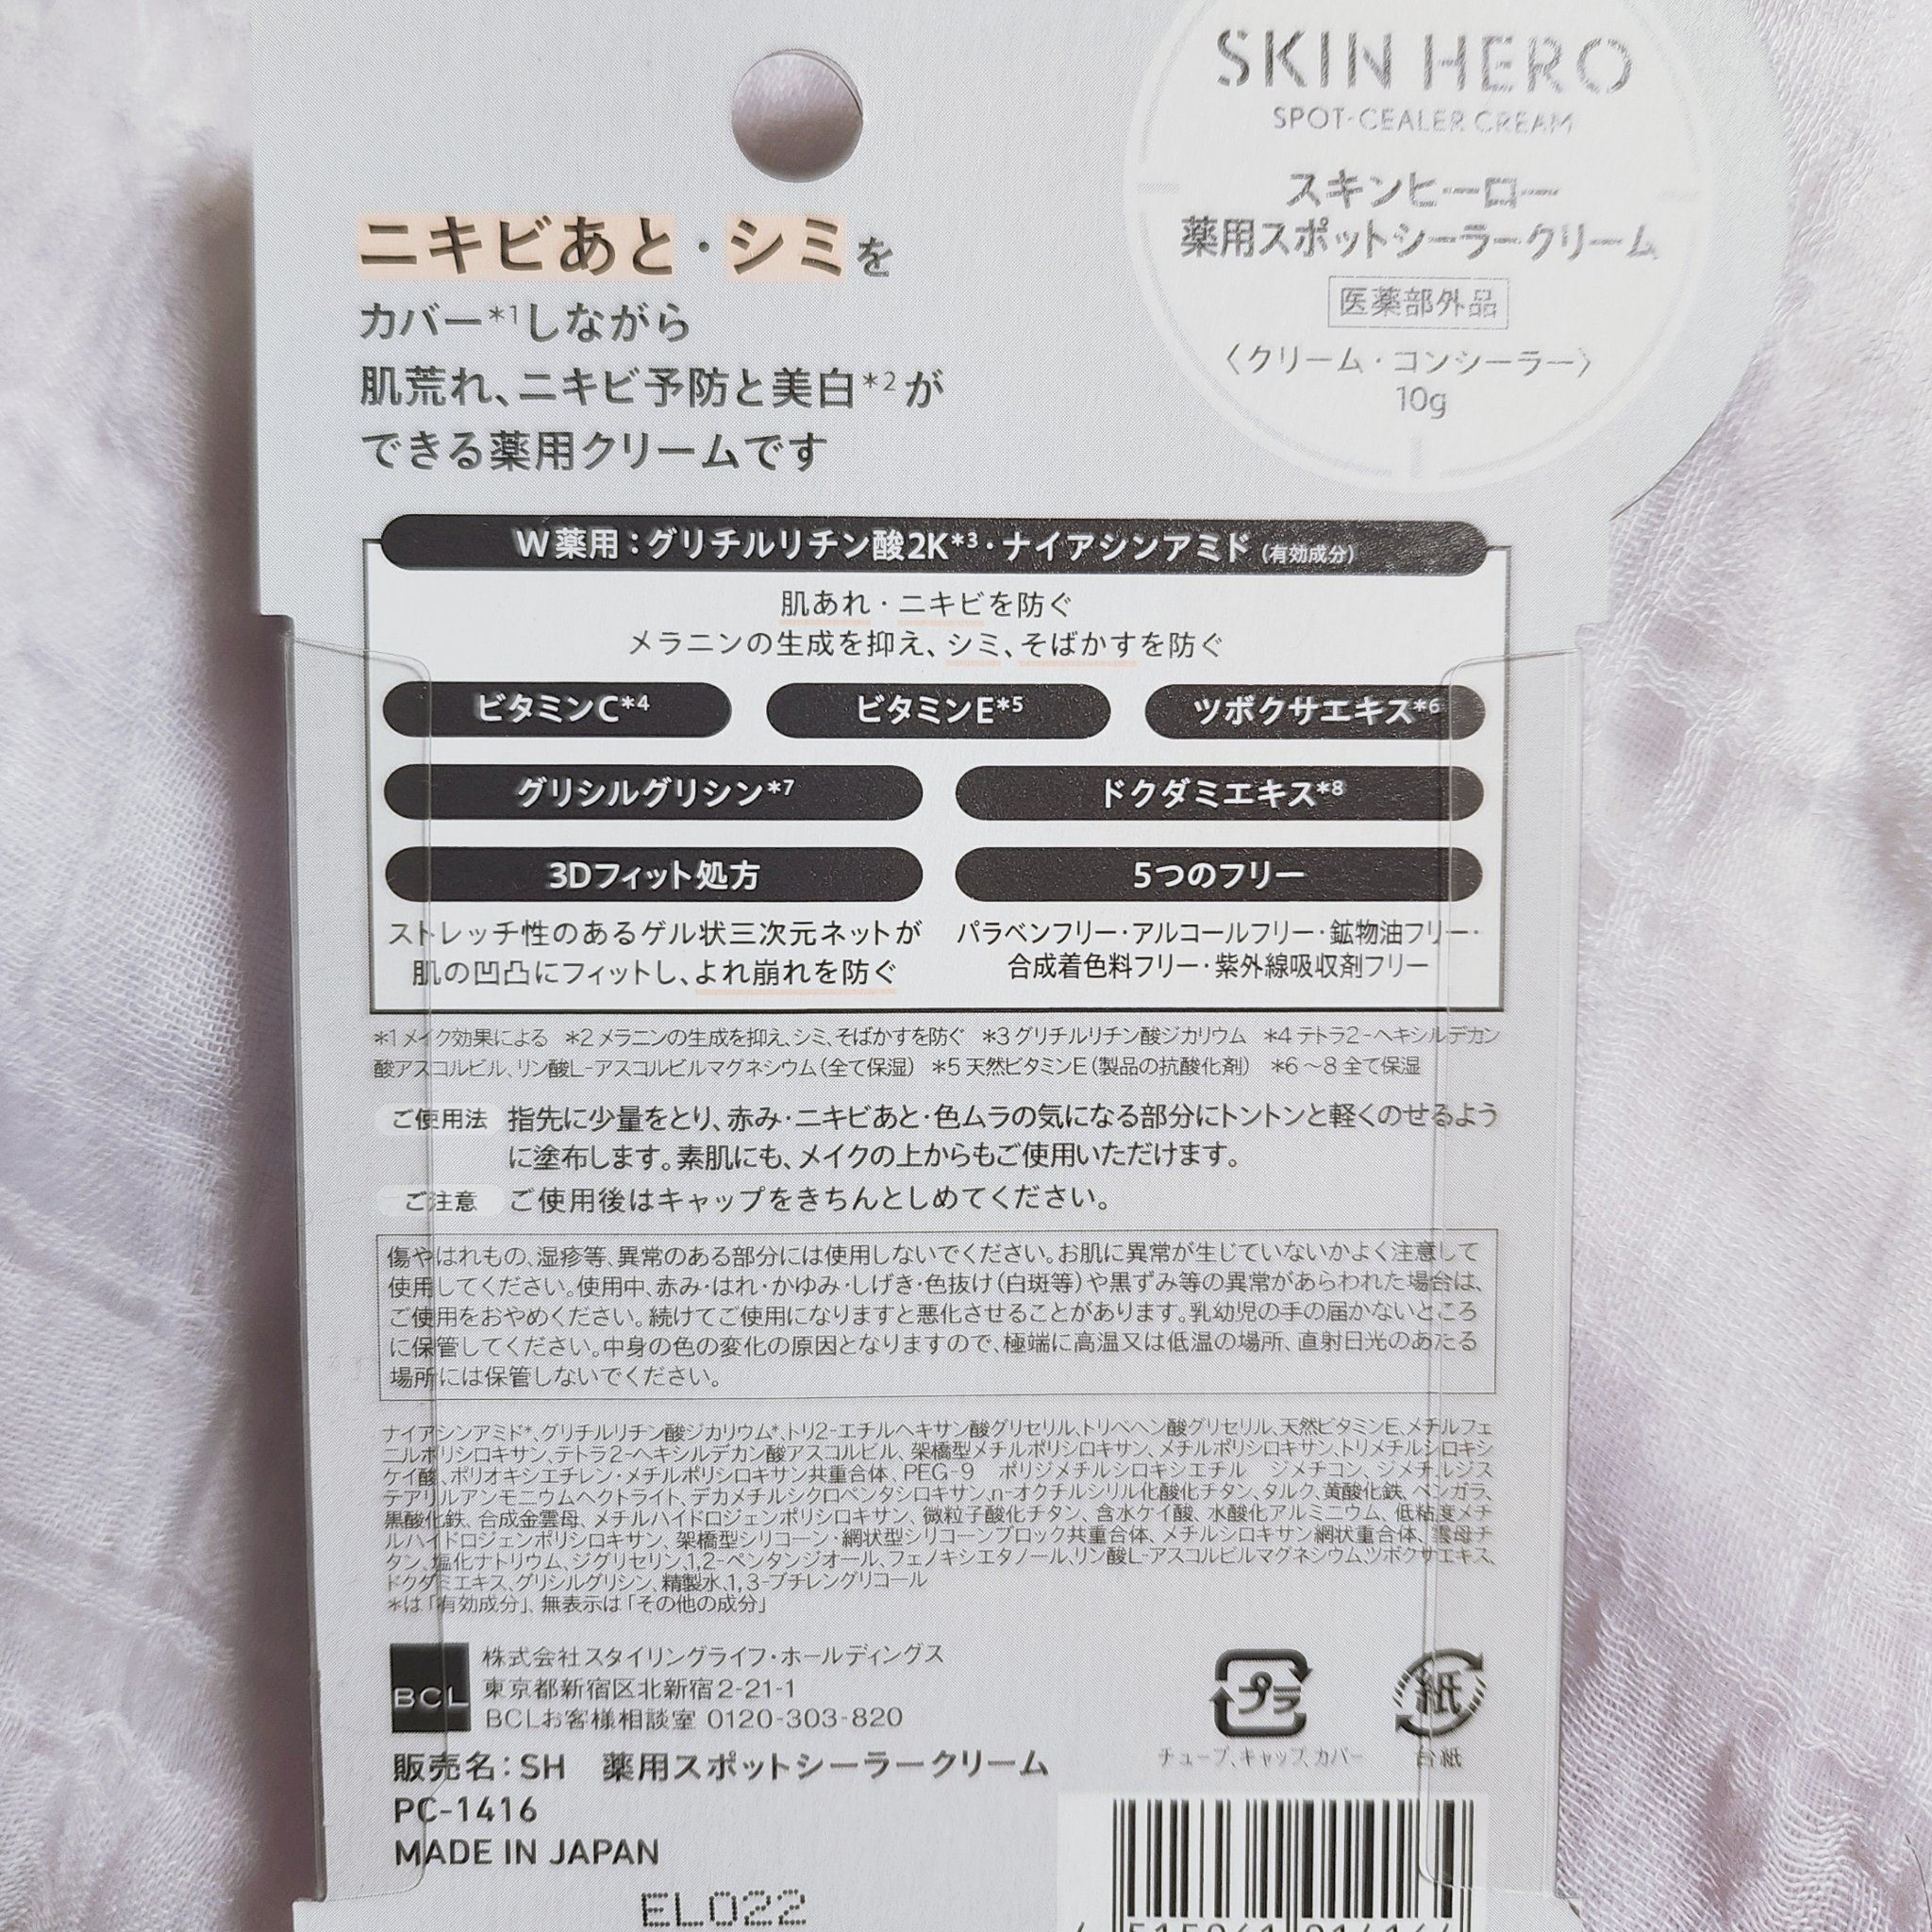 SKIN HERO
SPOT-CEALER CREAM
スキンヒーロー
薬用スポットシーラークリーム
医薬部外品
〈クリーム・コンシーラー〉
10g
ニキビあと・シミを
カバー*1しながら
肌荒れ、ニキビ予防と美白*2が
できる薬用クリームです
W薬用：グリチルリチン酸2K*3・ナイアシンアミド(有効成分)
肌あれ・ニキビを防ぐ
メラニンの生成を抑え、シミ、そばかすを防ぐ
ビタミンC*4 ビタミンE*5 ツボクサエキス*6
グリシルグリシン*7 ドクダミエキス*8
3Dフィット処方
ストレッチ性のあるゲル状三次元ネットが
肌の凹凸にフィットし、よれ崩れを防ぐ
5つのフリー
パラベンフリー・アルコールフリー・鉱物油フリー・
合成着色料フリー・紫外線吸収剤フリー
*1メイク効果による *2メラニンの生成を抑え、シミ、そばかすを防ぐ *3グリチルリチン酸ジカリウム *4テトラ2-ヘキシルデカン
酸アスコルビル、リン酸L-アスコルビルマグネシウム(全て保湿) *5天然ビタミンE(製品の抗酸化剤) *6～8全て保湿
ご使用法 指先に少量をとり、赤み・ニキビあと・色ムラの気になる部分にトントンと軽くのせるよう
に塗布します。素肌にも、メイクの上からもご使用いただけます。
ご注意 ご使用後はキャップをきちんとしめてください。
傷やはれもの、湿疹等、異常のある部分には使用しないでください。お肌に異常が生じていないかよく注意して
使用してください。使用中、赤み・はれ・かゆみ・しげき・色抜け(白斑等)や黒ずみ等の異常があらわれた場合は、
ご使用をおやめください。続けてご使用になりますと悪化させることがあります。乳幼児の手の届かないところ
に保管してください。中身の色の変化の原因となりますので、極端に高温又は低温の場所、直射日光のあたる
場所には保管しないでください。
ナイアシンアミド*、グリチルリチン酸ジカリウム*、トリ2-エチルヘキサン酸グリセリル、トリベヘン酸グリセリル、天然ビタミンE、メチルフェ
ニルポリシロキサン、テトラ2-ヘキシルデカン酸アスコルビル、架橋型メチルポリシロキサン、メチルポリシロキサン、トリメチルシロキシ
ケイ酸、ポリオキシエチレン・メチルポリシロキサン共重合体、PEG-9 ポリジメチルシロキシエチル ジメチコン、ジメチルジス
テアリルアンモニウムヘクトライト、デカメチルシクロペンタシロキサン、n-オクチルシリル化酸化チタン、タルク、黄酸化鉄、ベンガラ、
黒酸化鉄、合成金雲母、メチルハイドロジェンポリシロキサン、微粒子酸化チタン、含水ケイ酸、水酸化アルミニウム、低粘度メチ
ルハイドロジェンポリシロキサン、架橋型シリコーン・網状型シリコーンブロック共重合体、メチルシロキサン網状重合体、雲母チ
タン、塩化ナトリウム、ジグリセリン、1,2-ペンタンジオール、フェノキシエタノール、リン酸L-アスコルビルマグネシウム、ツボクサエキス、
ドクダミエキス、グリシルグリシン、精製水、1,3-ブチレングリコール
*は「有効成分」、無表示は「その他の成分」
BCL
株式会社スタイリングライフ・ホールディングス
東京都新宿区北新宿2-21-1
BCLお客様相談室 0120-303-820
プラ
チューブ、キャップ、カバー
紙
台紙
販売名：SH 薬用スポットシーラークリーム
PC-1416
MADE IN JAPAN
EL022